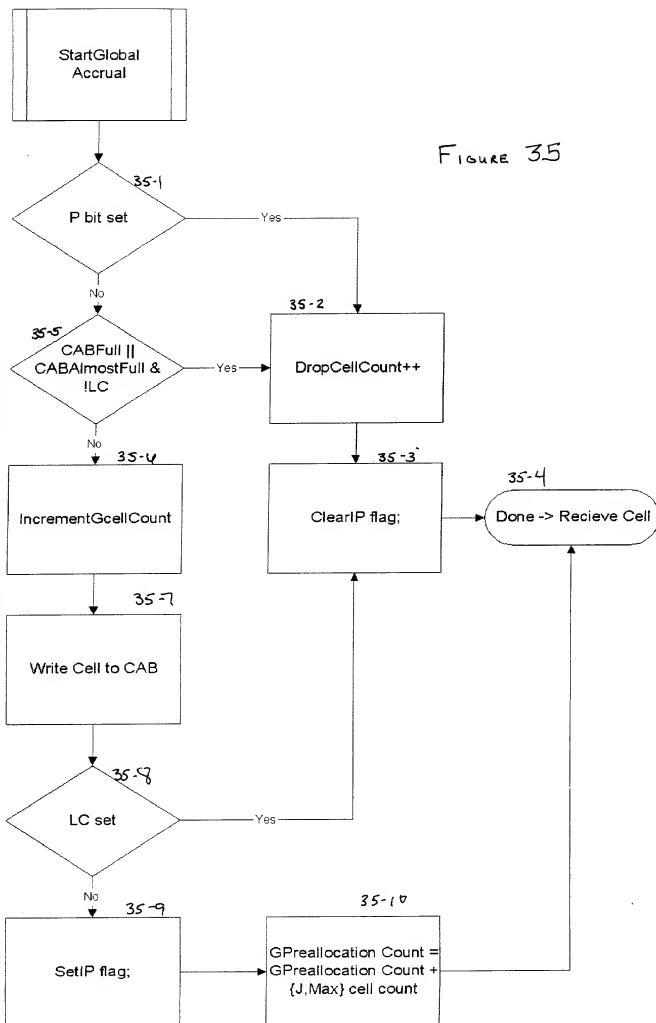 StartGlobal
Accrual
FIGURE 35
35-1
P bit set
Yes
No
35-2
35-5
CABFull ||
CABAlmostFull &
!LC
Yes
DropCellCount++
No
35-6
35-3
35-4
IncrementGcellCount
ClearIP flag;
Done -> Recieve Cell
35-7
Write Cell to CAB
35-8
LC set
Yes
No
35-9
35-10
SetIP flag;
GPreallocation Count =
GPreallocation Count +
{J,Max} cell count